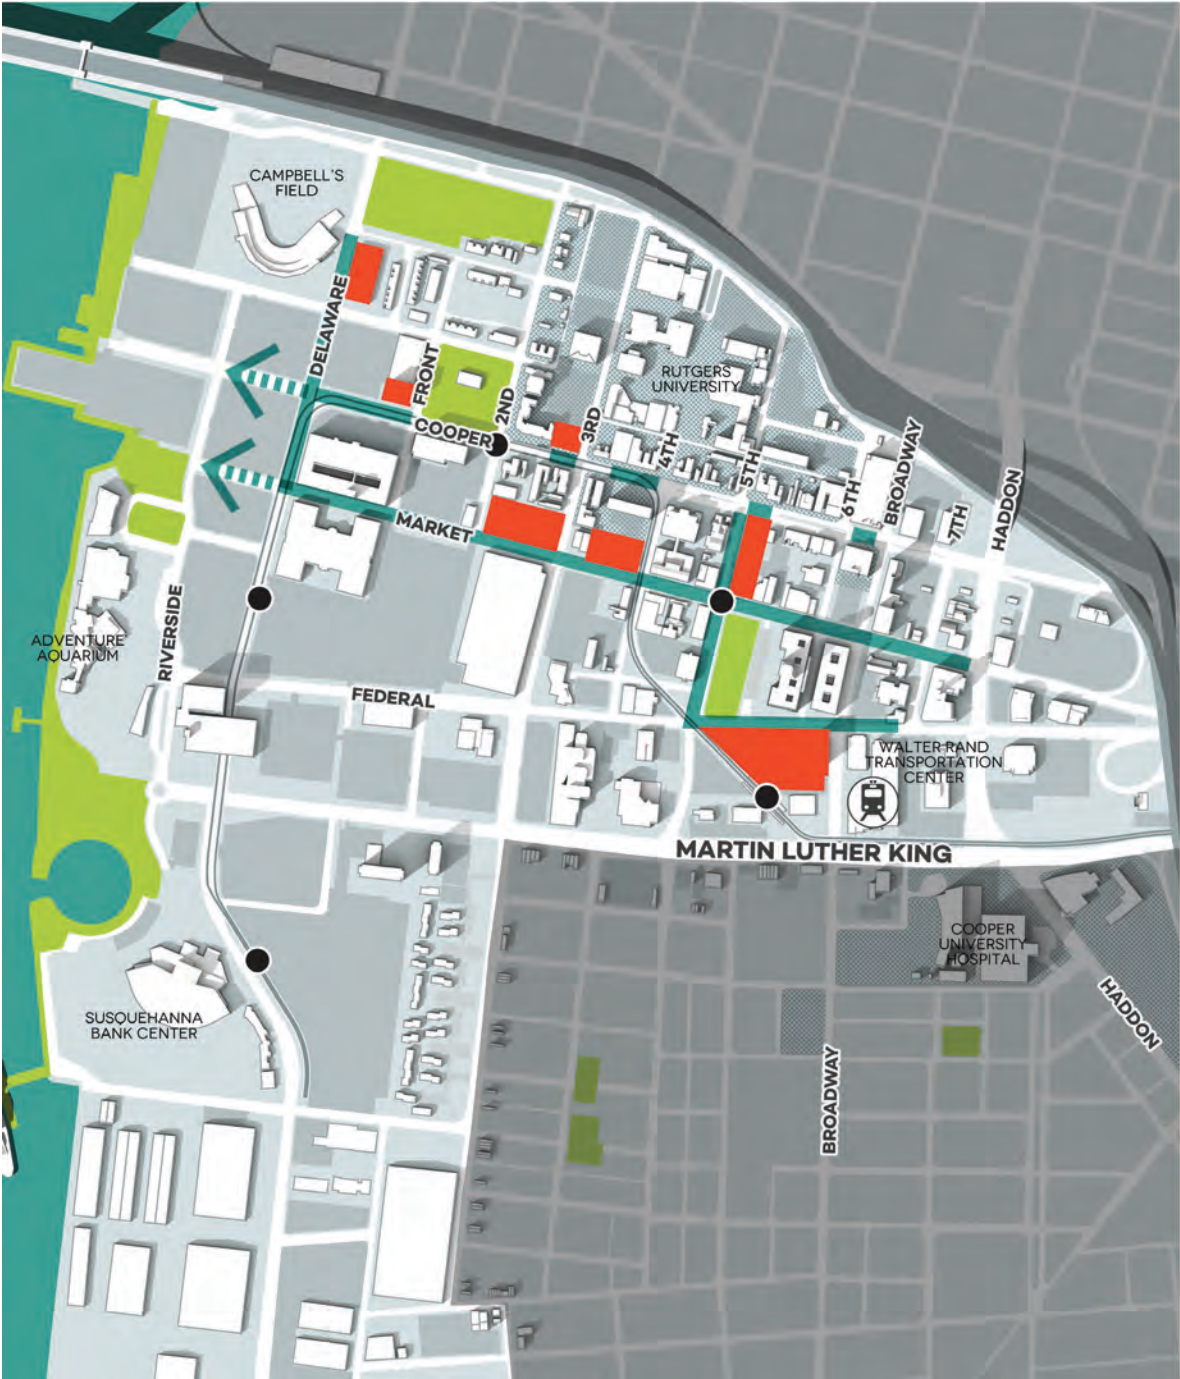 CAMPBELL'S
FIELD
DELAWARE
FRONT
2ND
COOPER
3RD
RUTGERS
UNIVERSITY
4TH
5TH
6TH
BROADWAY
7TH
HADDON
MARKET
RIVERSIDE
ADVENTURE
AQUARIUM
FEDERAL
WALTER RAND
TRANSPORTATION
CENTER
MARTIN LUTHER KING
COOPER
UNIVERSITY
HOSPITAL
HADDON
SUSQUEHANNA
BANK CENTER
BROADWAY